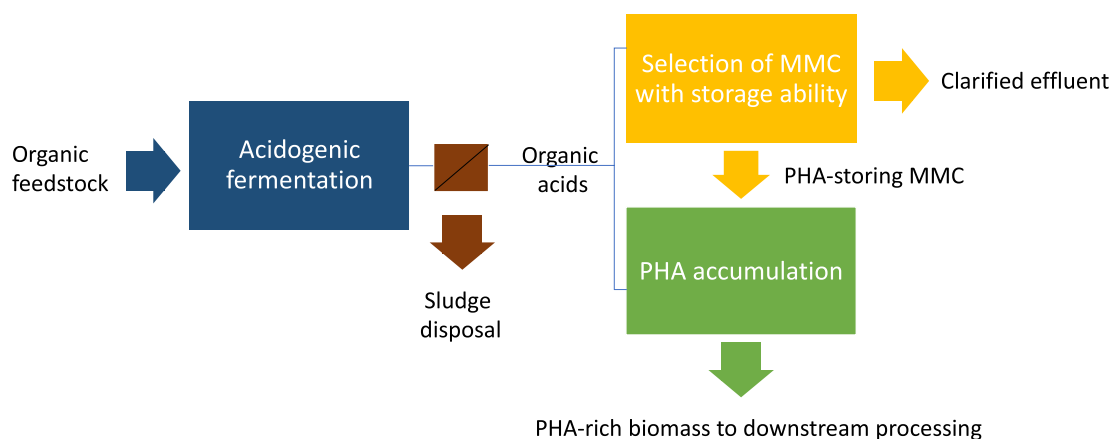 Organic
feedstock
Acidogenic
fermentation
Sludge
disposal
Organic
acids
Selection of MMC
with storage ability
Clarified effluent
PHA-storing MMC
PHA accumulation
PHA-rich biomass to downstream processing